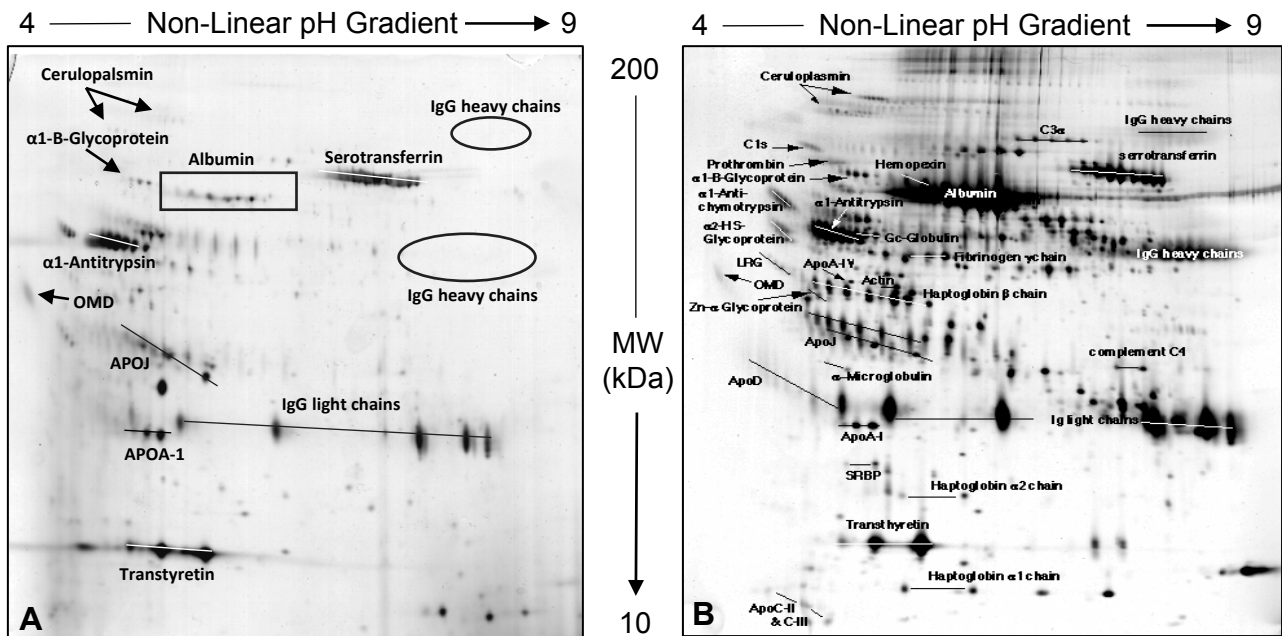 4 Non-Linear pH Gradient 9
Cerulopalsmin
IgG heavy chains
α1-B-Glycoprotein
Albumin
Serotransferrin
α1-Antitrypsin
IgG heavy chains
OMD
APOJ
IgG light chains
APOA-1
Transtyretin
A
200
MW
(kDa)
10
4 Non-Linear pH Gradient 9
Ceruloplasmin
C3α
IgG heavy chains
C1s
serrotransferrin
Prothrombin
Hemopexin
α1-B-Glycoprotein
Albumin
α1-Anti-
chymotrypsin
α1-Antitrypsin
α2-HS-
Glycoprotein
Gc-Globulin
IgG heavy chains
Fibrinogen γchain
LRG
ApoA-IV
OMD
Actin
Haptoglobin β chain
Zn-α Glycoprotein
ApoJ
complement C4
α-Microglobulin
ApoD
Ig light chains
ApoA-I
SRBP
Haptoglobin α2 chain
Transthyretin
Haptoglobin α1 chain
ApoC-II
& C-III
B